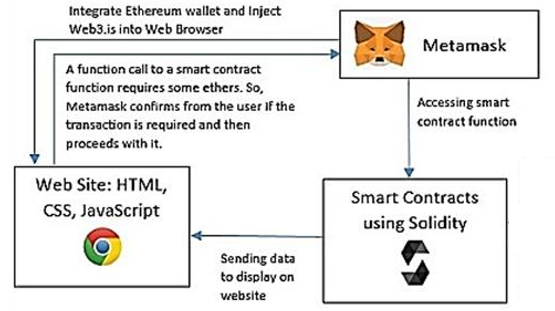 Integrate Ethereum wallet and Inject
Web3.is into Web Browser
Metamask
A function call to a smart contract
function requires some ethers. So,
Metamask confirms from the user if the
transaction is required and then
proceeds with it.
Accessing smart
contract function
Web Site: HTML,
CSS, JavaScript
Smart Contracts
using Solidity
Sending data
to display on
website